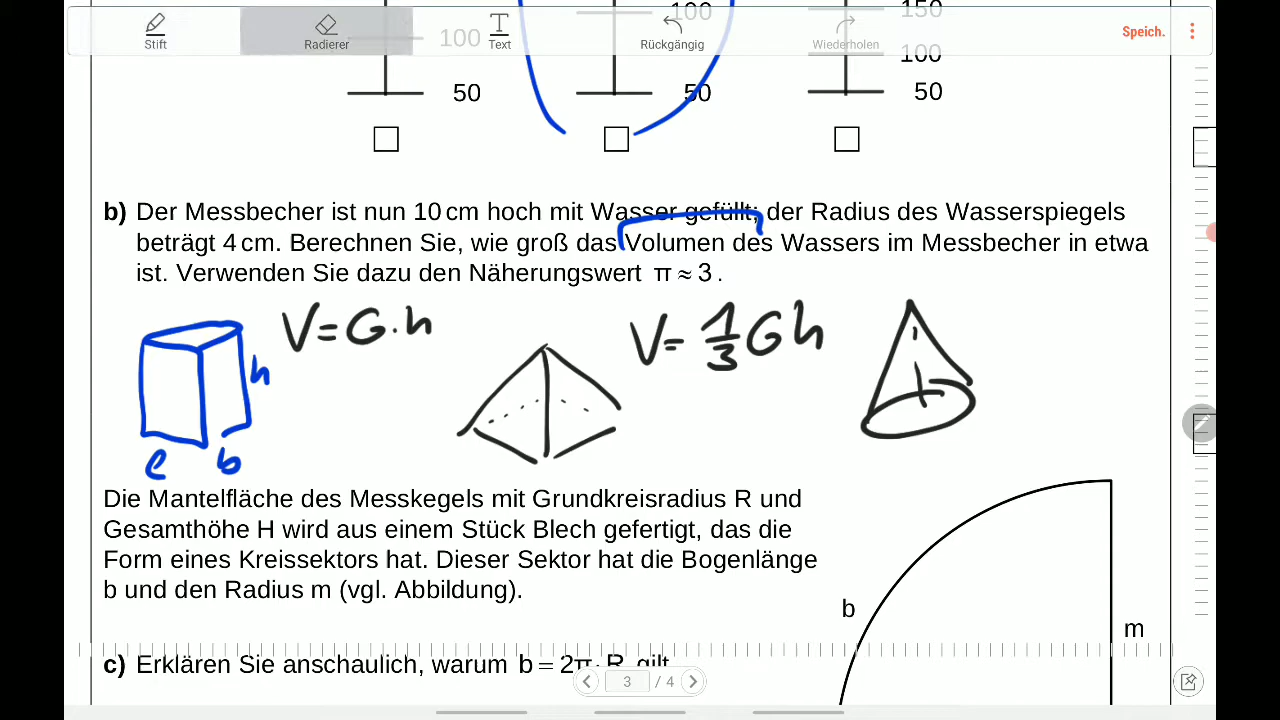 100
150
Stift
Radierer
Text
Rückgängig
Wiederholen
Speich.
100
100
50
50
50
b) Der Messbecher ist nun 10 cm hoch mit Wasser gefüllt; der Radius des Wasserspiegels
beträgt 4 cm. Berechnen Sie, wie groß das Volumen des Wassers im Messbecher in etwa
ist. Verwenden Sie dazu den Näherungswert π ≈ 3 .
V = G · h
V = 1/3 G h
h
e b
Die Mantelfläche des Messkegels mit Grundkreisradius R und
Gesamthöhe H wird aus einem Stück Blech gefertigt, das die
Form eines Kreissektors hat. Dieser Sektor hat die Bogenlänge
b und den Radius m (vgl. Abbildung).
b
m
c) Erklären Sie anschaulich, warum b = 2π · R gilt
3 / 4